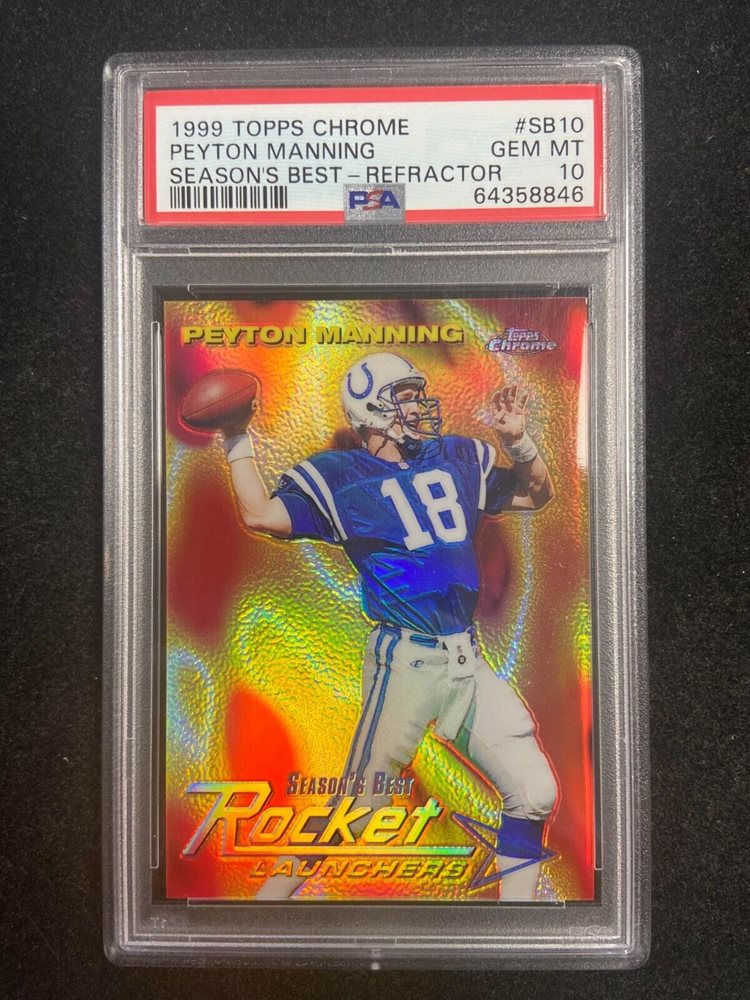 1999 TOPPS CHROME #SB10
PEYTON MANNING GEM MT
SEASON'S BEST – REFRACTOR 10
PSA 64358846
PEYTON MANNING
Topps
Chrome
18
SEASON'S BEST
Rocket
LAUNCHERS